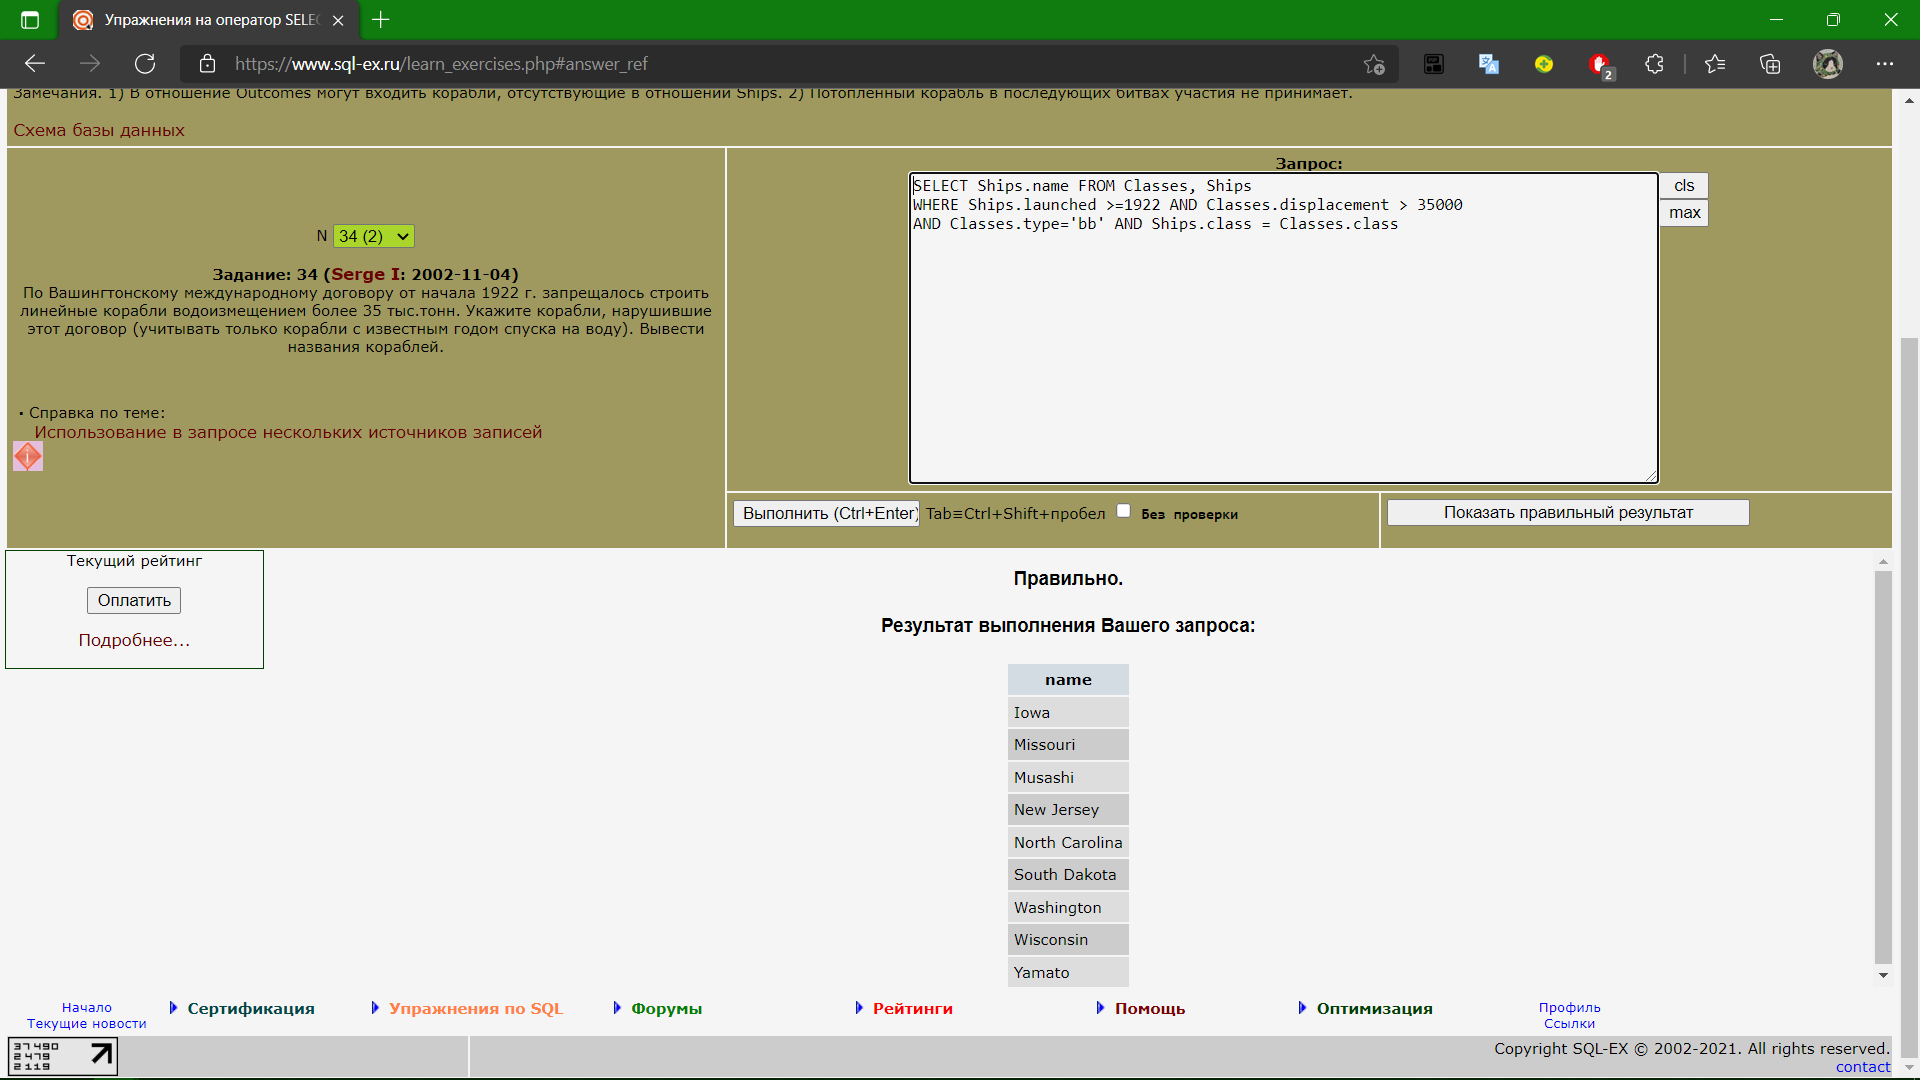 Упражнения на оператор SELEC
https://www.sql-ex.ru/learn_exercises.php#answer_ref
2
Замечания. 1) В отношение Outcomes могут входить корабли, отсутствующие в отношении Ships. 2) Потопленный корабль в последующих битвах участия не принимает.
Схема базы данных
N 34 (2)
Задание: 34 (Serge I: 2002-11-04)
По Вашингтонскому международному договору от начала 1922 г. запрещалось строить
линейные корабли водоизмещением более 35 тыс.тонн. Укажите корабли, нарушившие
этот договор (учитывать только корабли c известным годом спуска на воду). Вывести
названия кораблей.
• Справка по теме:
Использование в запросе нескольких источников записей
Запрос:
SELECT Ships.name FROM Classes, Ships
WHERE Ships.launched >=1922 AND Classes.displacement > 35000
AND Classes.type='bb' AND Ships.class = Classes.class
cls
max
Выполнить (Ctrl+Enter) Tab≡Ctrl+Shift+пробел Без проверки
Показать правильный результат
Текущий рейтинг
Оплатить
Подробнее...
Правильно.
Результат выполнения Вашего запроса:
name
Iowa
Missouri
Musashi
New Jersey
North Carolina
South Dakota
Washington
Wisconsin
Yamato
Начало
Текущие новости
Сертификация
Упражнения по SQL
Форумы
Рейтинги
Помощь
Оптимизация
Профиль
Ссылки
37490
2479
2119
Copyright SQL-EX © 2002-2021. All rights reserved.
contact